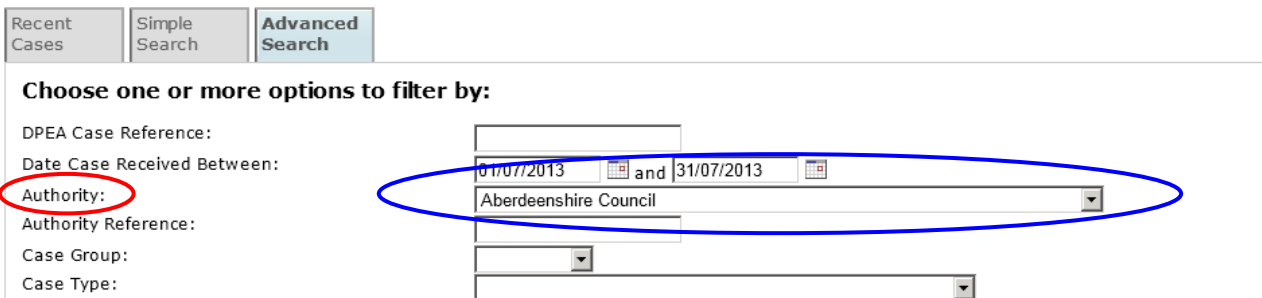 Recent Cases
Simple Search
Advanced Search
Choose one or more options to filter by:
DPEA Case Reference:
Date Case Received Between: 01/07/2013 and 31/07/2013
Authority: Aberdeenshire Council
Authority Reference:
Case Group:
Case Type: